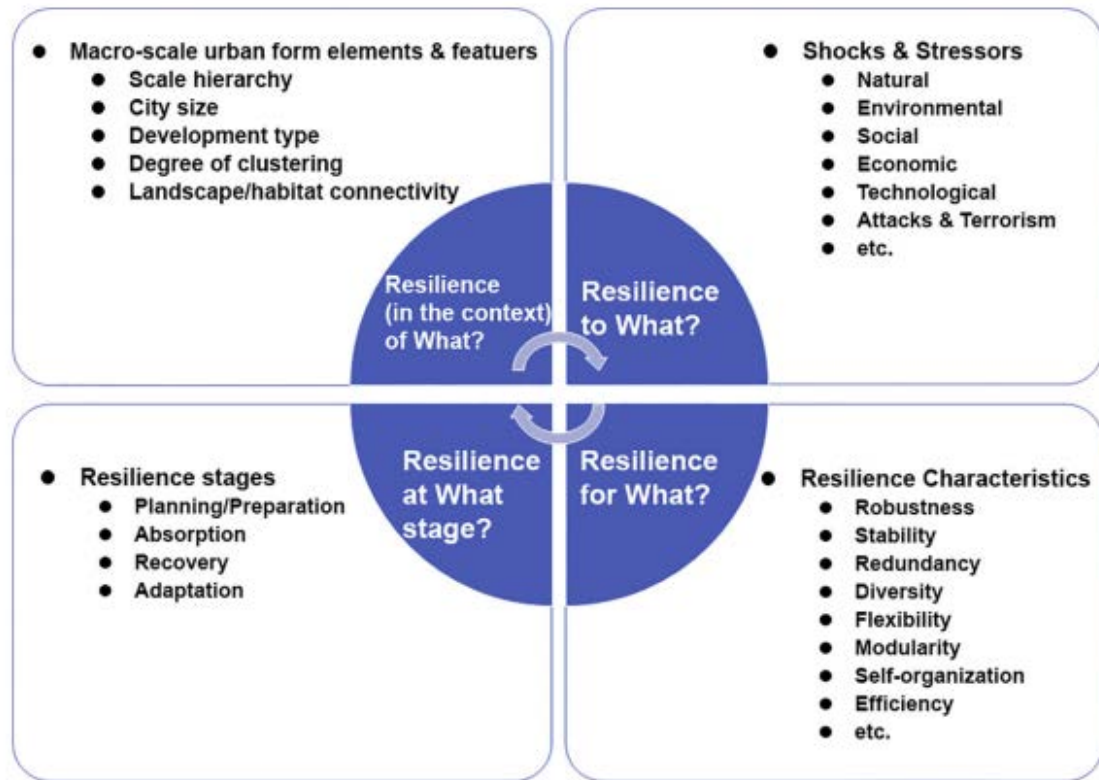 Macro-scale urban form elements & featuers
Scale hierarchy
City size
Development type
Degree of clustering
Landscape/habitat connectivity
Resilience
(in the context)
of What?
Shocks & Stressors
Natural
Environmental
Social
Economic
Technological
Attacks & Terrorism
etc.
Resilience
to What?
Resilience stages
Planning/Preparation
Absorption
Recovery
Adaptation
Resilience
at What
stage?
Resilience
for What?
Resilience Characteristics
Robustness
Stability
Redundancy
Diversity
Flexibility
Modularity
Self-organization
Efficiency
etc.